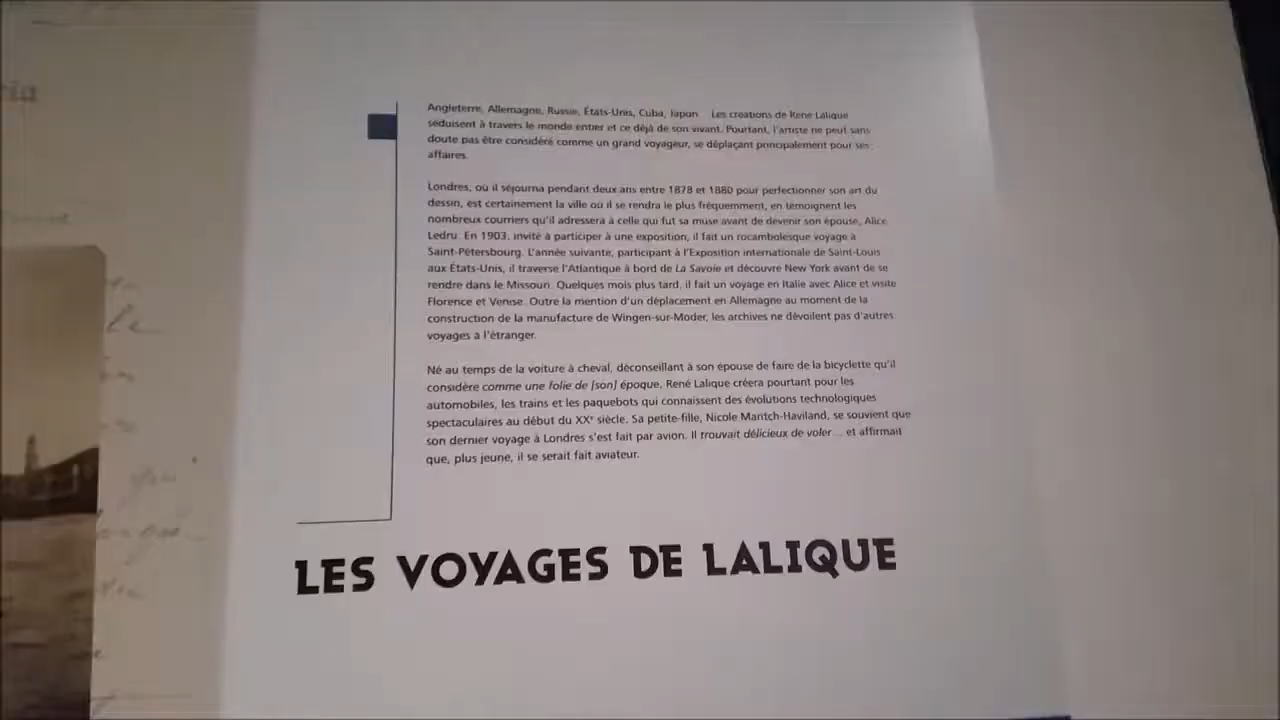 Angleterre, Allemagne, Russie, États-Unis, Cuba, Japon... Les créations de René Lalique
séduisent à travers le monde entier et ce déjà de son vivant. Pourtant, l'artiste ne peut sans
doute pas être considéré comme un grand voyageur, se déplaçant principalement pour ses
affaires.
Londres, où il séjourna pendant deux ans entre 1878 et 1880 pour perfectionner son art du
dessin, est certainement la ville où il se rendra le plus fréquemment, en témoignent les
nombreux courriers qu'il adressera à celle qui fut sa muse avant de devenir son épouse, Alice
Ledru. En 1903, invité à participer à une exposition, il fait un rocambolesque voyage à
Saint-Pétersbourg. L'année suivante, participant à l'Exposition internationale de Saint-Louis
aux États-Unis, il traverse l'Atlantique à bord de La Savoie et découvre New York avant de se
rendre dans le Missouri. Quelques mois plus tard, il fait un voyage en Italie avec Alice et visite
Florence et Venise. Outre la mention d'un déplacement en Allemagne au moment de la
construction de la manufacture de Wingen-sur-Moder, les archives ne dévoilent pas d'autres
voyages à l'étranger.
Né au temps de la voiture à cheval, déconseillant à son épouse de faire de la bicyclette qu'il
considère comme une folie de [son] époque, René Lalique créera pourtant pour les
automobiles, les trains et les paquebots qui connaissent des évolutions technologiques
spectaculaires au début du XXe siècle. Sa petite-fille, Nicole Maritch-Haviland, se souvient que
son dernier voyage à Londres s'est fait par avion. Il trouvait délicieux de voler... et affirmait
que, plus jeune, il se serait fait aviateur.
LES VOYAGES DE LALIQUE